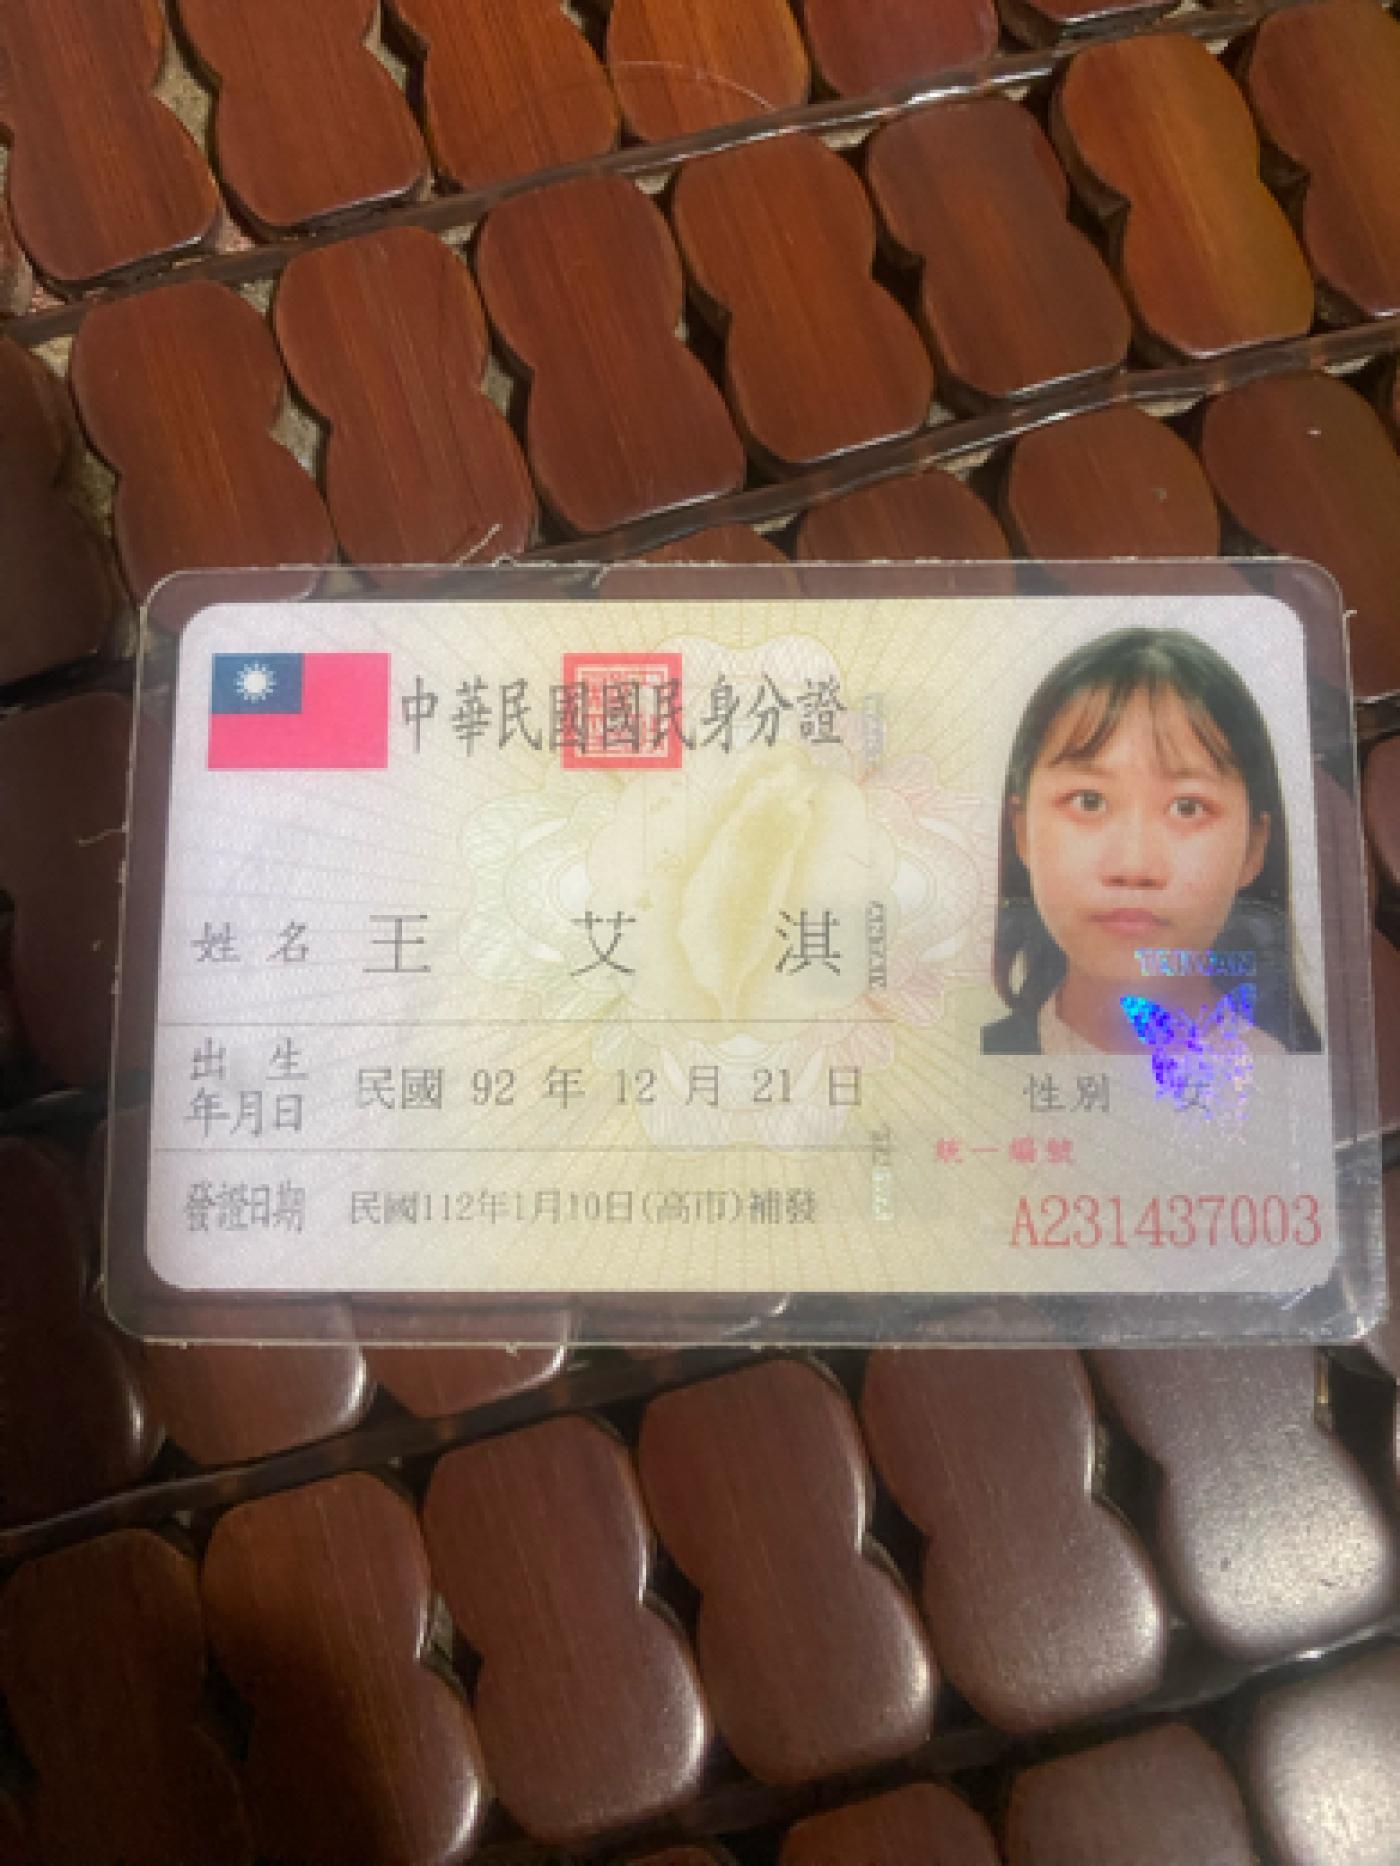 中華民國國民身分證
姓名 王艾淇
出生年月日 民國 92 年 12 月 21 日
性別 女
發證日期 民國112年1月10日(高市)補發
統一編號
A231437003
TAIWAN